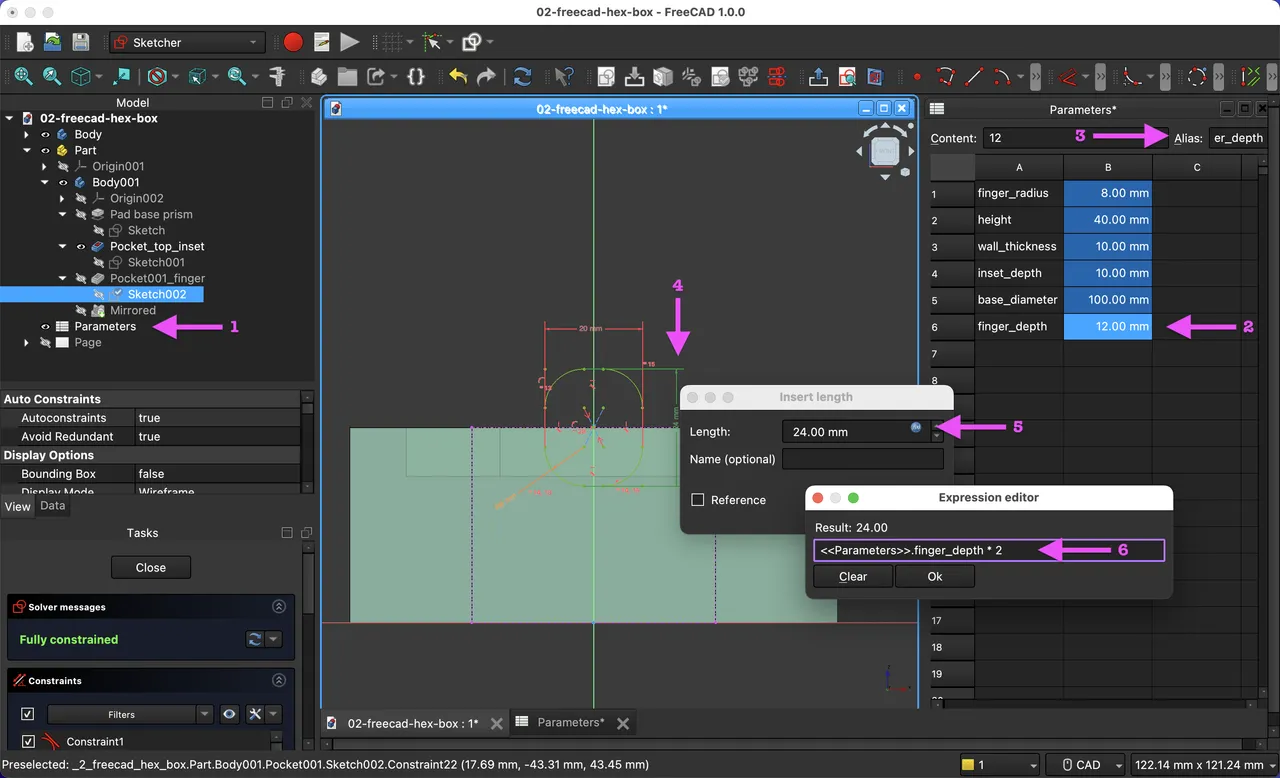 02-freecad-hex-box - FreeCAD 1.0.0
Sketcher
Model
02-freecad-hex-box
Body
Part
Origin001
Body001
Origin002
Pad base prism
Sketch
Pocket_top_inset
Sketch001
Pocket001_finger
Sketch002
Mirrored
Parameters
1
Page
Auto Constraints
Autoconstraints true
Avoid Redundant true
Display Options
Bounding Box false
Display Mode Wireframe
View Data
Tasks
Close
Solver messages
Fully constrained
Constraints
Filters
Constraint1
02-freecad-hex-box : 1*
FRONT
4
20 mm
15
Insert length
Length: 24.00 mm
5
Name (optional)
Reference
Expression editor
Result: 24.00
<<Parameters>>.finger_depth * 2
6
Clear Ok
02-freecad-hex-box : 1*
Parameters*
Parameters*
Content: 12
3
Alias: er_depth
A B C
1 finger_radius 8.00 mm
2 height 40.00 mm
3 wall_thickness 10.00 mm
4 inset_depth 10.00 mm
5 base_diameter 100.00 mm
6 finger_depth 12.00 mm
2
7
8
17
18
19
Preselected: _2_freecad_hex_box.Part.Body001.Pocket001.Sketch002.Constraint22 (17.69 mm, -43.31 mm, 43.45 mm)
1
CAD
122.14 mm x 121.24 mm